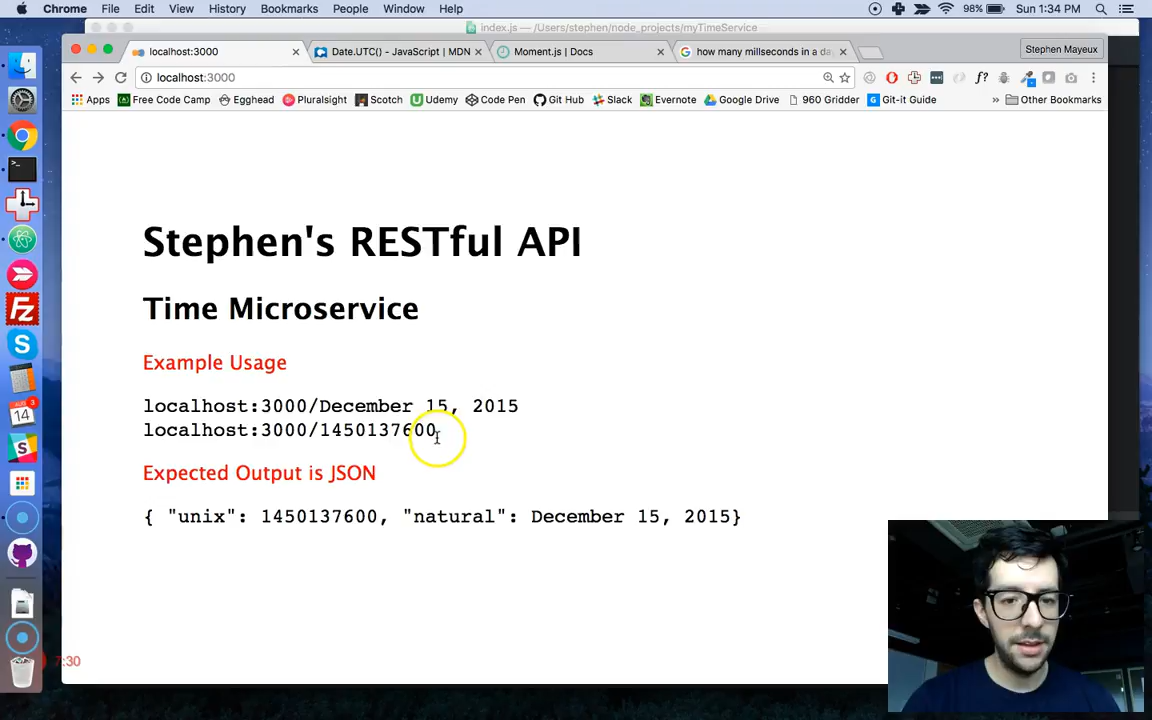 Chrome File Edit View History Bookmarks People Window Help 98% Sun 1:34 PM
index.js — /Users/stephen/node_projects/myTimeService
localhost:3000 Date.UTC() - JavaScript | MDN Moment.js | Docs how many millseconds in a da Stephen Mayeux
localhost:3000 f?
Apps Free Code Camp Egghead Pluralsight Scotch Udemy Code Pen Git Hub Slack Evernote Google Drive 960 Gridder Git-it Guide » Other Bookmarks
Stephen's RESTful API
Time Microservice
Example Usage
localhost:3000/December 15, 2015
localhost:3000/1450137600
Expected Output is JSON
{ "unix": 1450137600, "natural": December 15, 2015}
7:30